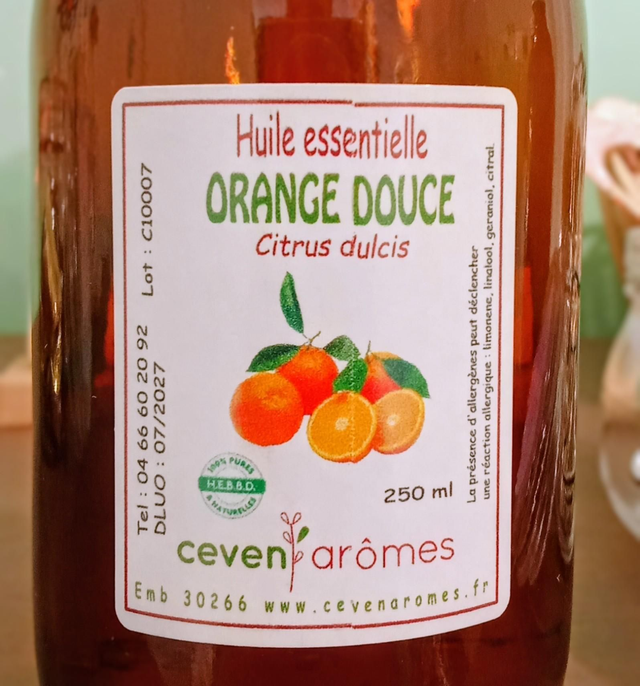 Huile essentielle
ORANGE DOUCE
Citrus dulcis
Tel : 04 66 60 20 92 Lot : C10007
DLUO : 07/2027
La présence d'allergènes peut déclencher
une réaction allergique : limonene, linalool, geraniol, citral.
100% PURES
H.E.B.B.D.
& NATURELLES
250 ml
ceven arômes
Emb 30266 www.cevenaromes.fr